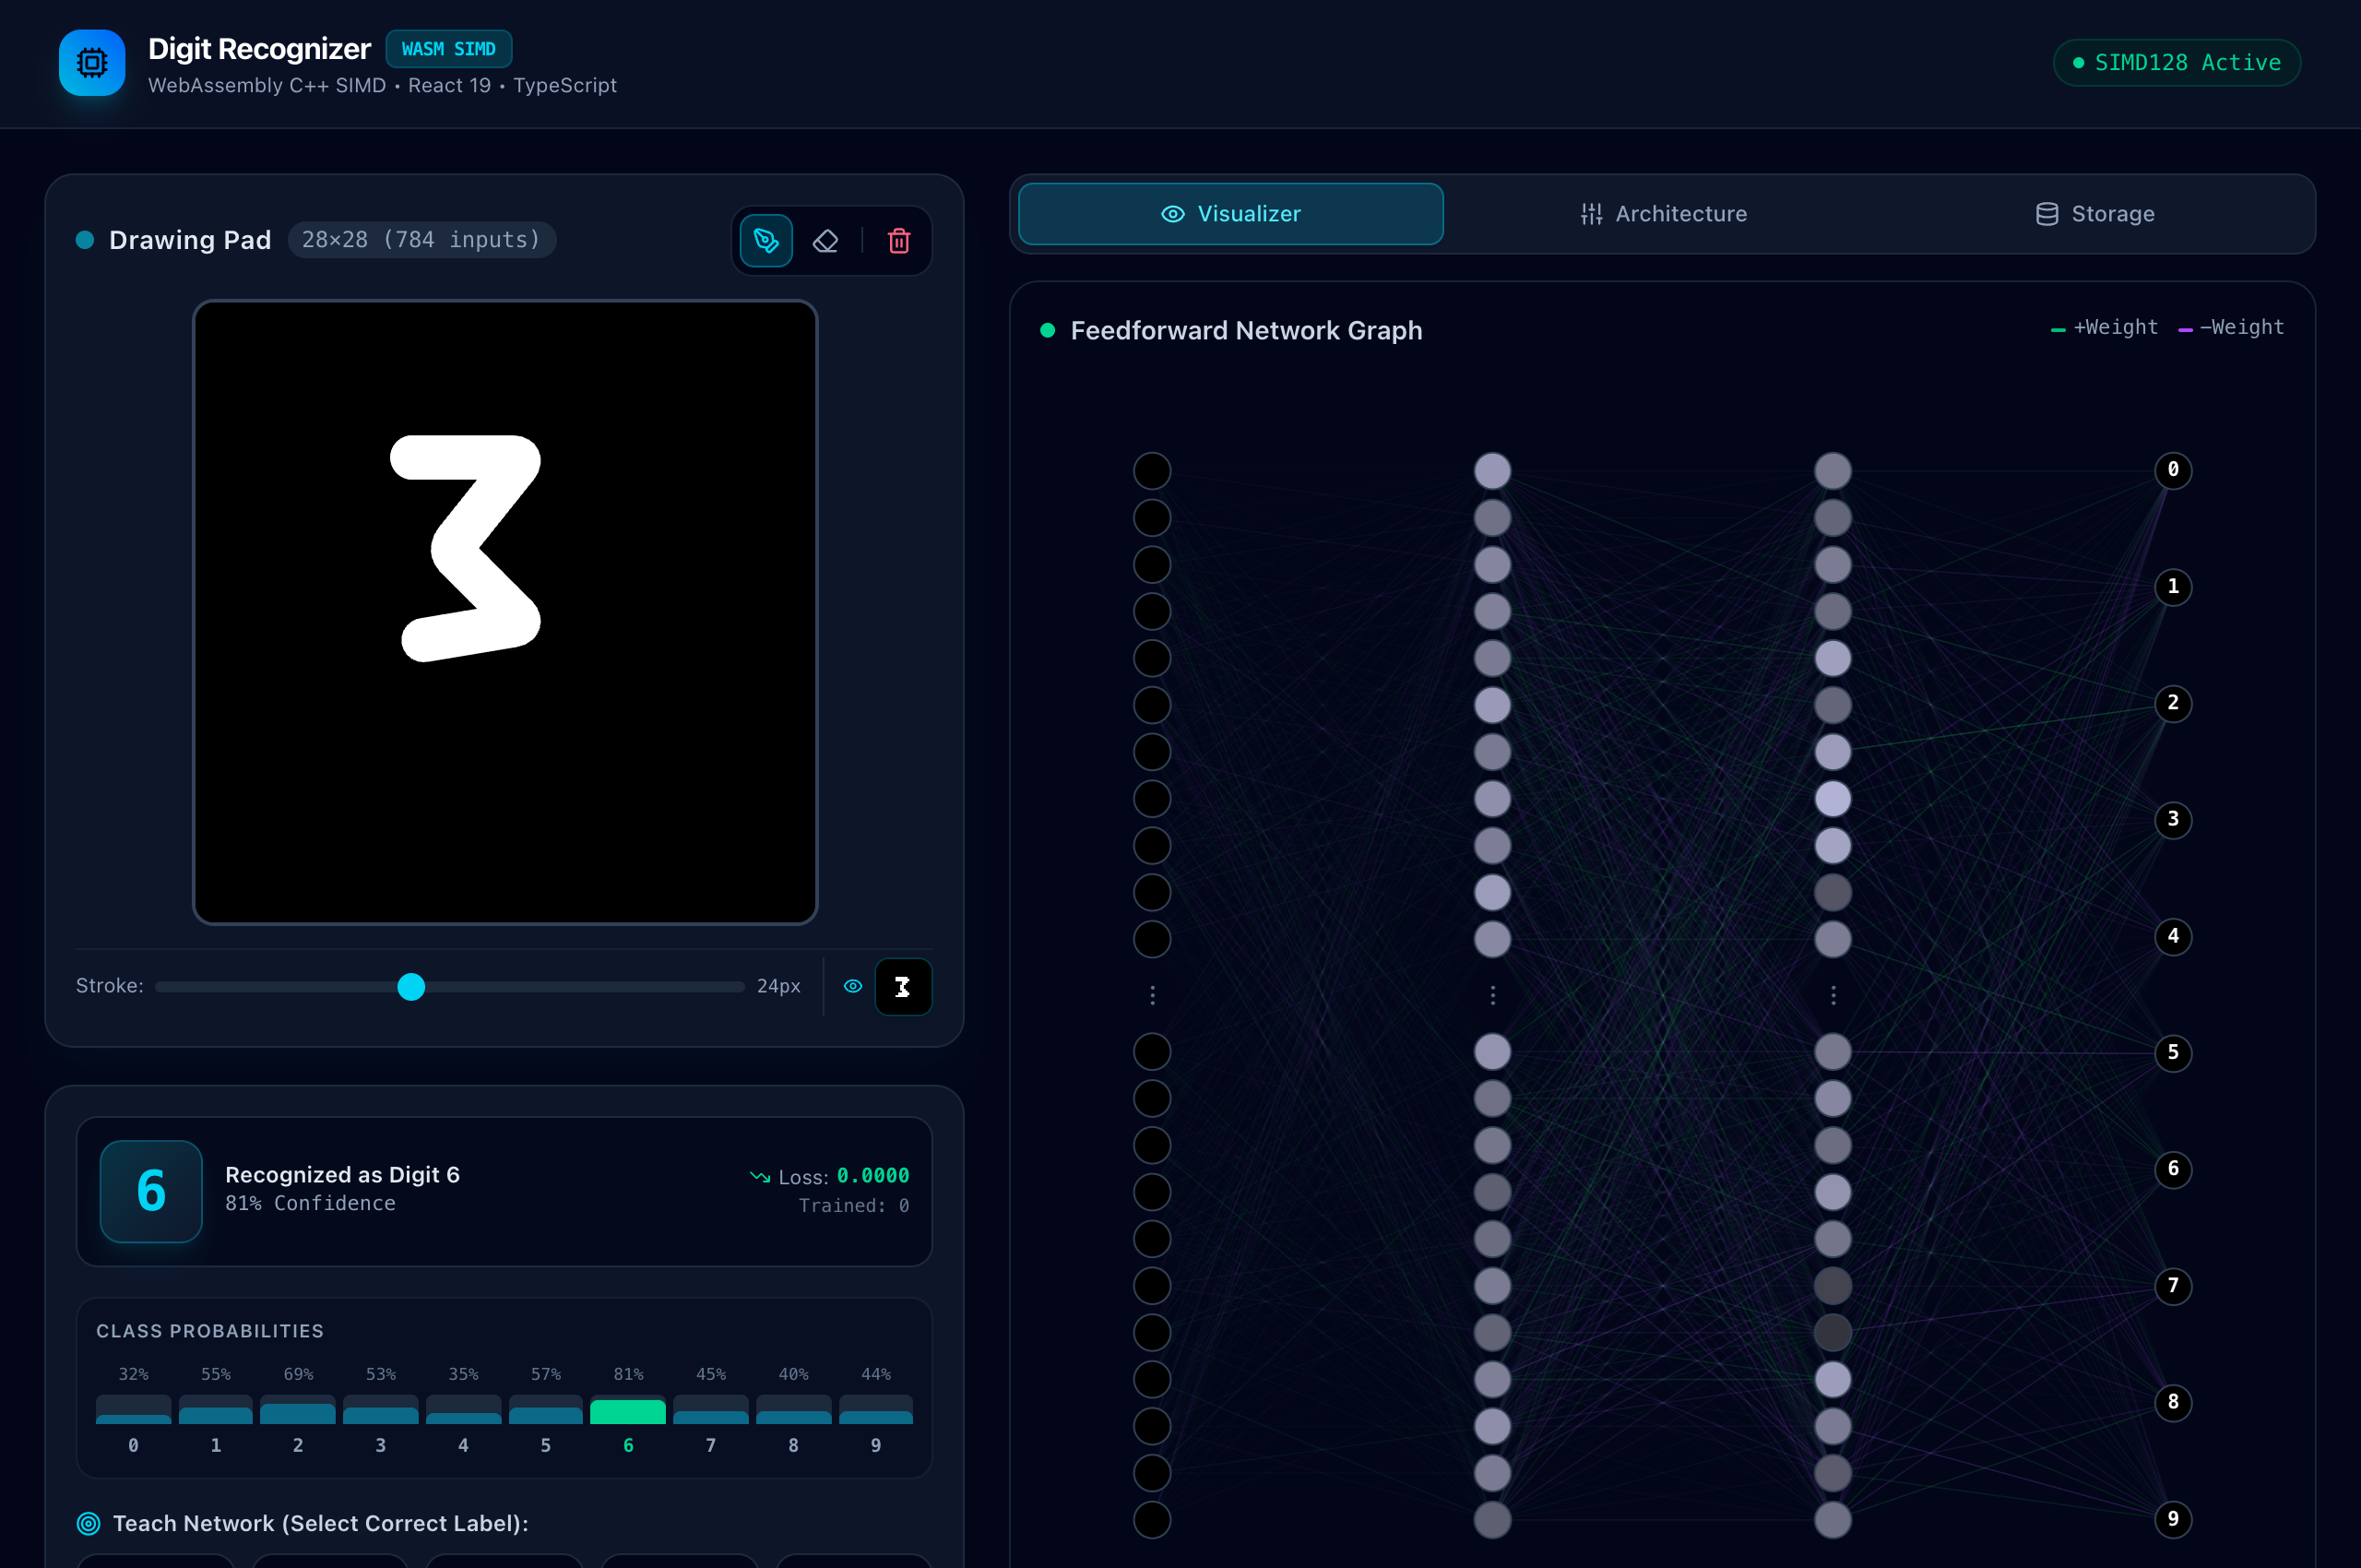 Digit Recognizer WASM SIMD
WebAssembly C++ SIMD • React 19 • TypeScript
SIMD128 Active
Drawing Pad 28×28 (784 inputs)
3
Stroke: 24px 3
6
Recognized as Digit 6
81% Confidence
Loss: 0.0000
Trained: 0
CLASS PROBABILITIES
32% 55% 69% 53% 35% 57% 81% 45% 40% 44%
0 1 2 3 4 5 6 7 8 9
Teach Network (Select Correct Label):
Visualizer Architecture Storage
Feedforward Network Graph
+Weight −Weight
0
1
2
3
4
5
6
7
8
9